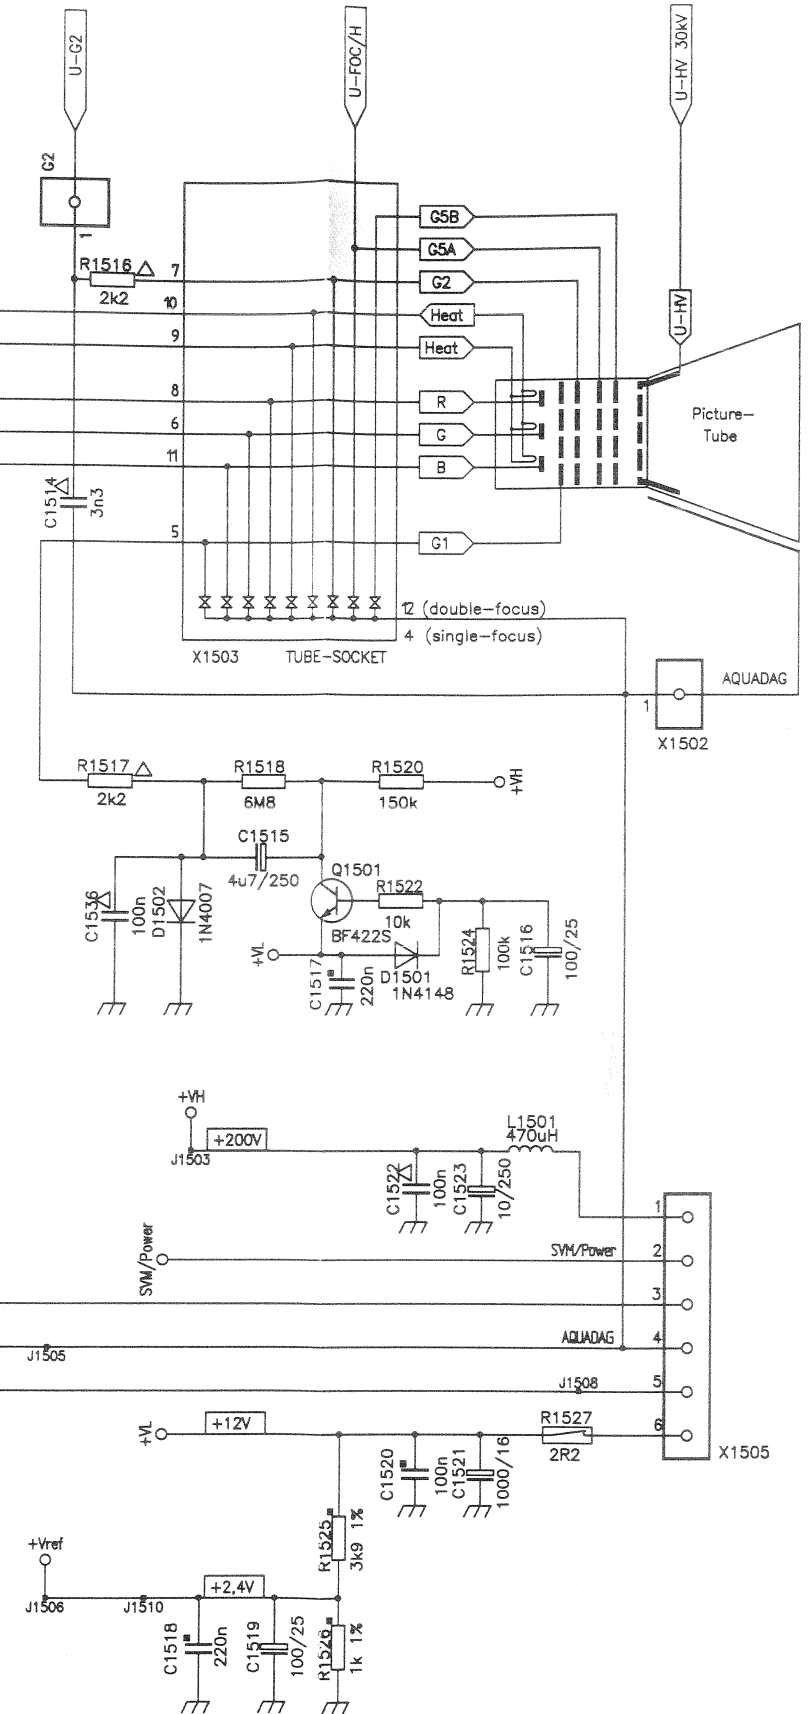 U-G2
U-FOC/H
U-HV 30kV
G2
1
G5B
G5A
R1516
2k2
7
G2
10
Heat
U-HV
9
Heat
8
R
Picture-
Tube
6
G
11
B
C1514
3n3
5
G1
12 (double-focus)
4 (single-focus)
X1503
TUBE-SOCKET
AQUADAG
1
X1502
R1517
2k2
R1518
6M8
R1520
150k
+VH
C1515
4u7/250
Q1501
BF422S
R1522
10k
C1536
100n
D1502
1N4007
+VL
C1517
220n
D1501
1N4148
R1524
100k
C1516
100/25
+VH
+200V
J1503
L1501
470uH
C1522
100n
C1523
10/250
1
SVM/Power
SVM/Power
2
3
AQUADAG
4
J1505
J1508
5
+VL
+12V
R1527
2R2
6
X1505
C1520
100n
C1521
1000/16
R1525
3k9 1%
+Vref
+2,4V
J1506
J1510
C1518
220n
C1519
100/25
R1526
1k 1%